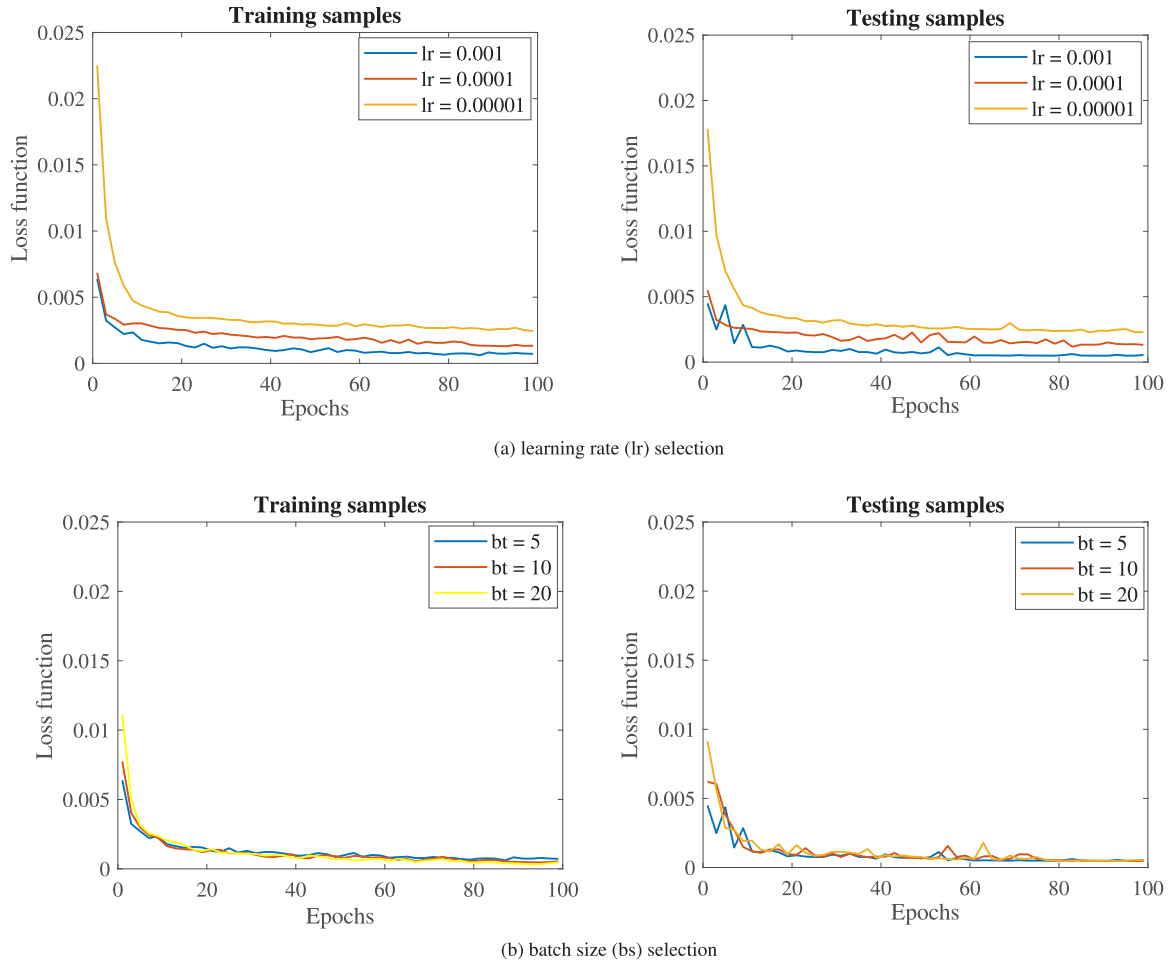 Training samples
0.025
0.02
0.015
0.01
0.005
0
Loss function
lr = 0.001
lr = 0.0001
lr = 0.00001
0 20 40 60 80 100
Epochs
Testing samples
0.025
0.02
0.015
0.01
0.005
0
Loss function
lr = 0.001
lr = 0.0001
lr = 0.00001
0 20 40 60 80 100
Epochs
(a) learning rate (lr) selection
Training samples
0.025
0.02
0.015
0.01
0.005
0
Loss function
bt = 5
bt = 10
bt = 20
0 20 40 60 80 100
Epochs
Testing samples
0.025
0.02
0.015
0.01
0.005
0
Loss function
bt = 5
bt = 10
bt = 20
0 20 40 60 80 100
Epochs
(b) batch size (bs) selection